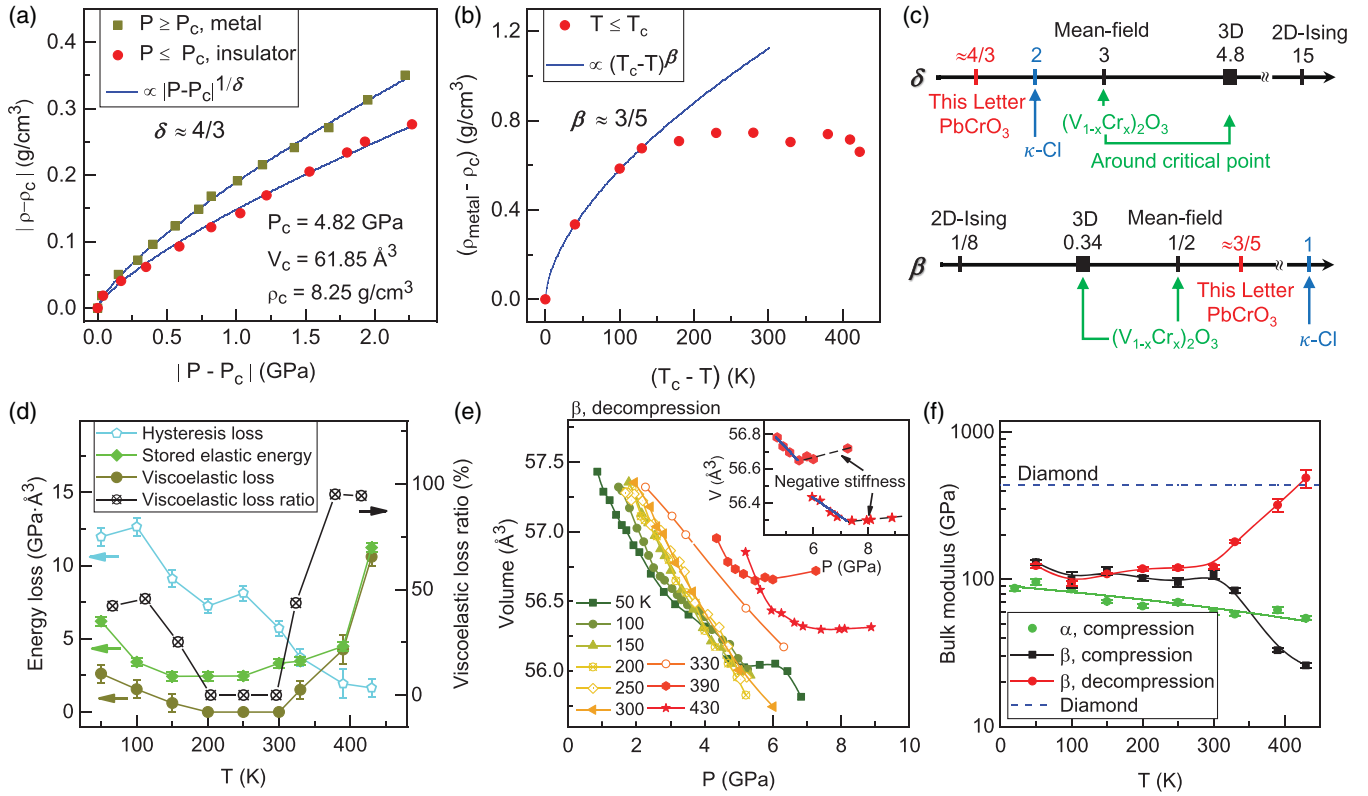 (a)
P ≥ Pc, metal
P ≤ Pc, insulator
∝ |P-Pc|^1/δ
δ ≈ 4/3
Pc = 4.82 GPa
Vc = 61.85 Å³
ρc = 8.25 g/cm³
| ρ-ρc | (g/cm³)
0.4
0.3
0.2
0.1
0.0
0.0 0.5 1.0 1.5 2.0
| P - Pc | (GPa)
(b)
T ≤ Tc
∝ (Tc-T)^β
β ≈ 3/5
(ρmetal - ρc) (g/cm³)
1.2
0.8
0.4
0.0
0 100 200 300 400
(Tc - T) (K)
(c)
Mean-field 3D 2D-Ising
≈4/3 2 3 4.8 15
δ
≈
This Letter
PbCrO₃
κ-Cl
(V1-xCrx)2O3
Around critical point
2D-Ising 3D Mean-field
1/8 0.34 1/2 ≈3/5 1
β
≈
This Letter
PbCrO₃
(V1-xCrx)2O3
κ-Cl
(d)
Hysteresis loss
Stored elastic energy
Viscoelastic loss
Viscoelastic loss ratio
Energy loss (GPa·Å³)
15
12
9
6
3
0
100 200 300 400
T (K)
100
50
0
Viscoelastic loss ratio (%)
(e)
β, decompression
Volume (Å³)
57.5
57.0
56.5
56.0
50 K
100
150
200
250
300
330
390
430
0 2 4 6 8 10
P (GPa)
V (Å³)
56.8
56.4
Negative stiffness
6 8
P (GPa)
(f)
Bulk modulus (GPa)
1000
100
10
Diamond
α, compression
β, compression
β, decompression
Diamond
0 100 200 300 400
T (K)